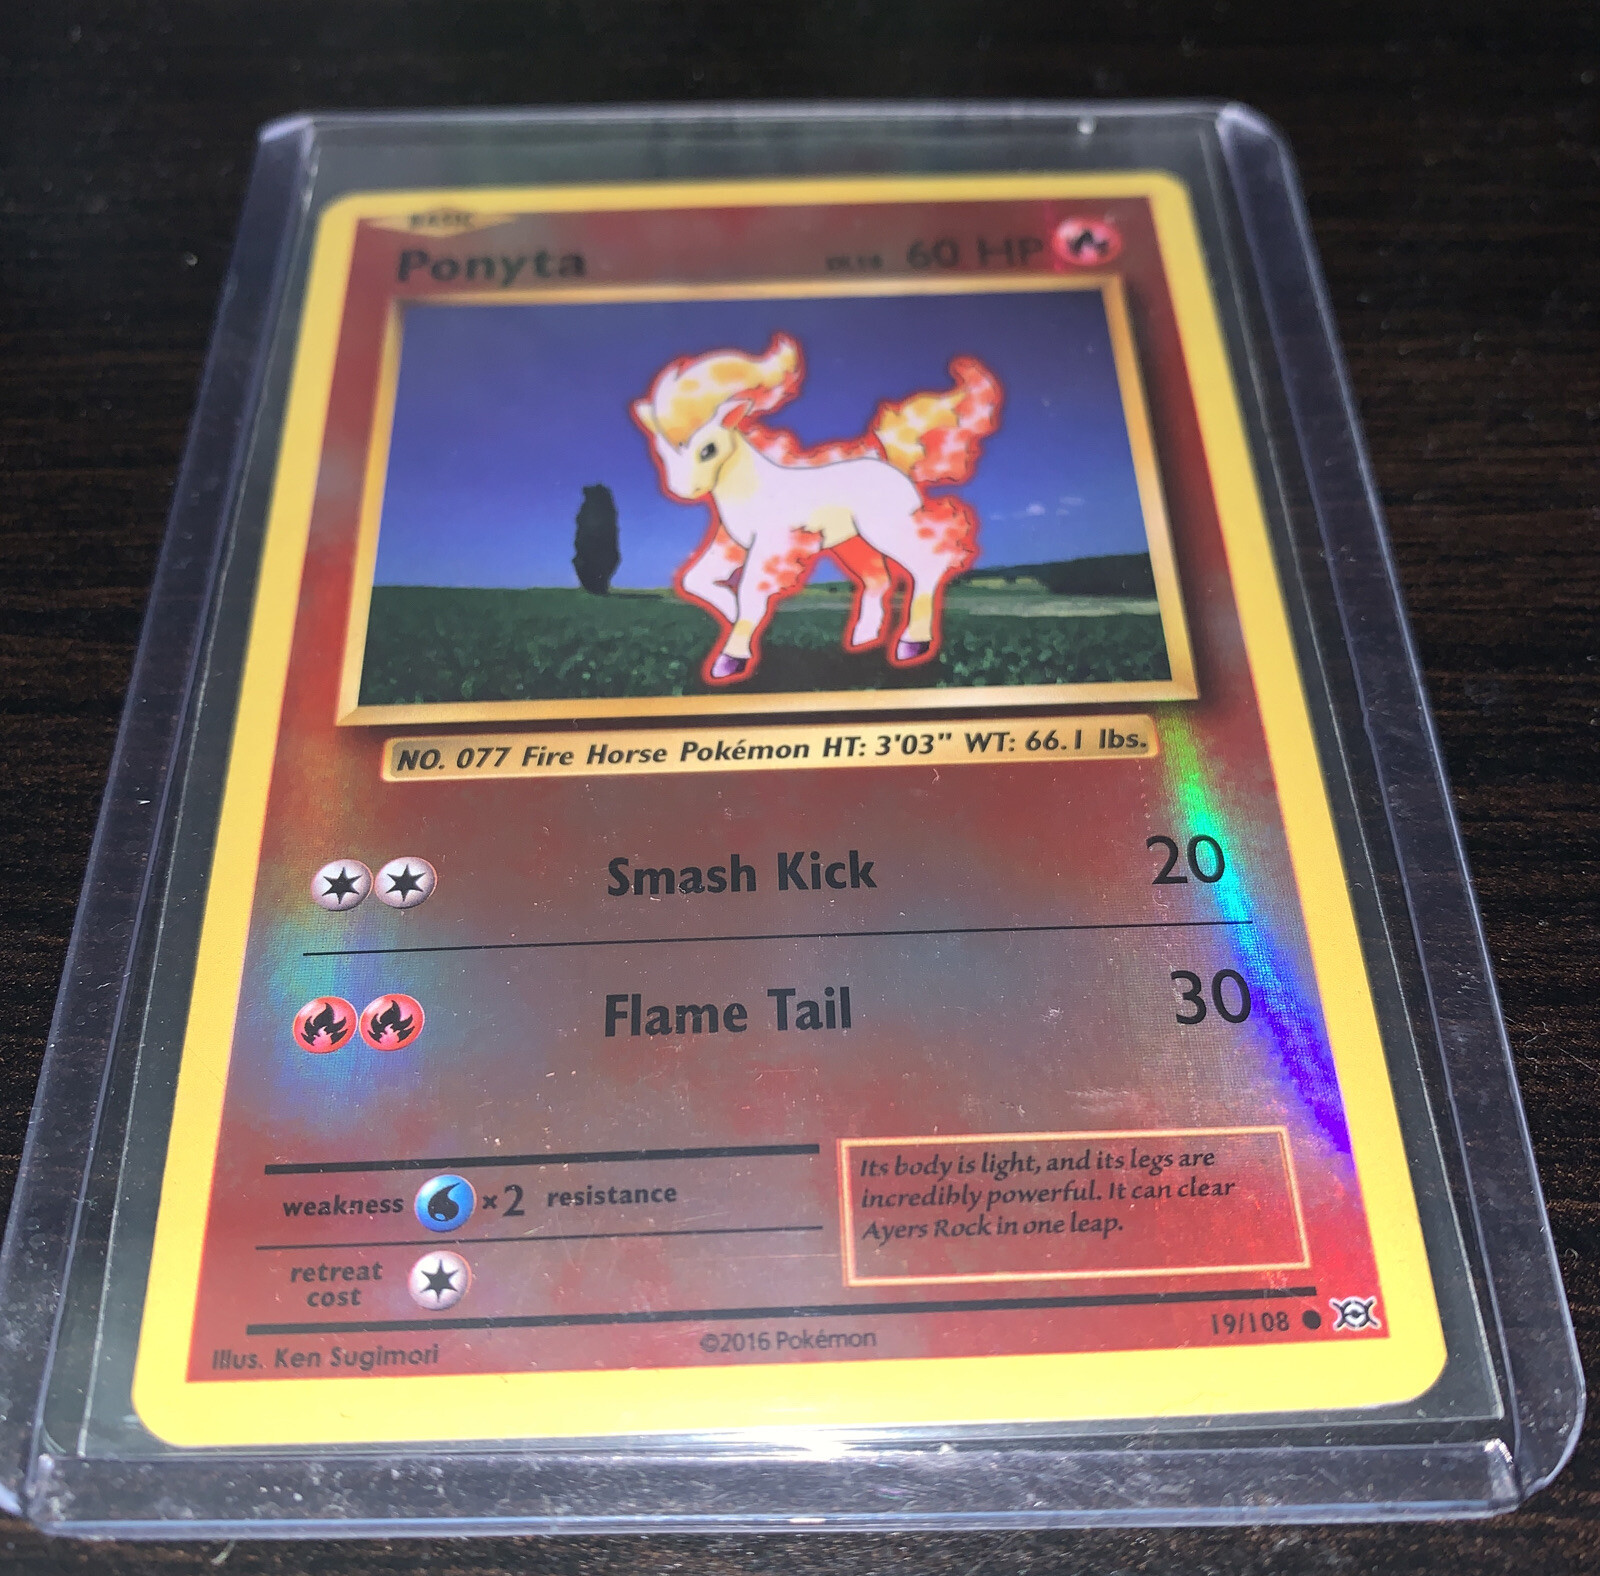 BASIC
Ponyta 60 HP
NO. 077 Fire Horse Pokémon HT: 3'03" WT: 66.1 lbs.
Smash Kick 20
Flame Tail 30
weakness ×2 resistance
retreat cost
Its body is light, and its legs are
incredibly powerful. It can clear
Ayers Rock in one leap.
19/108
Illus. Ken Sugimori ©2016 Pokémon